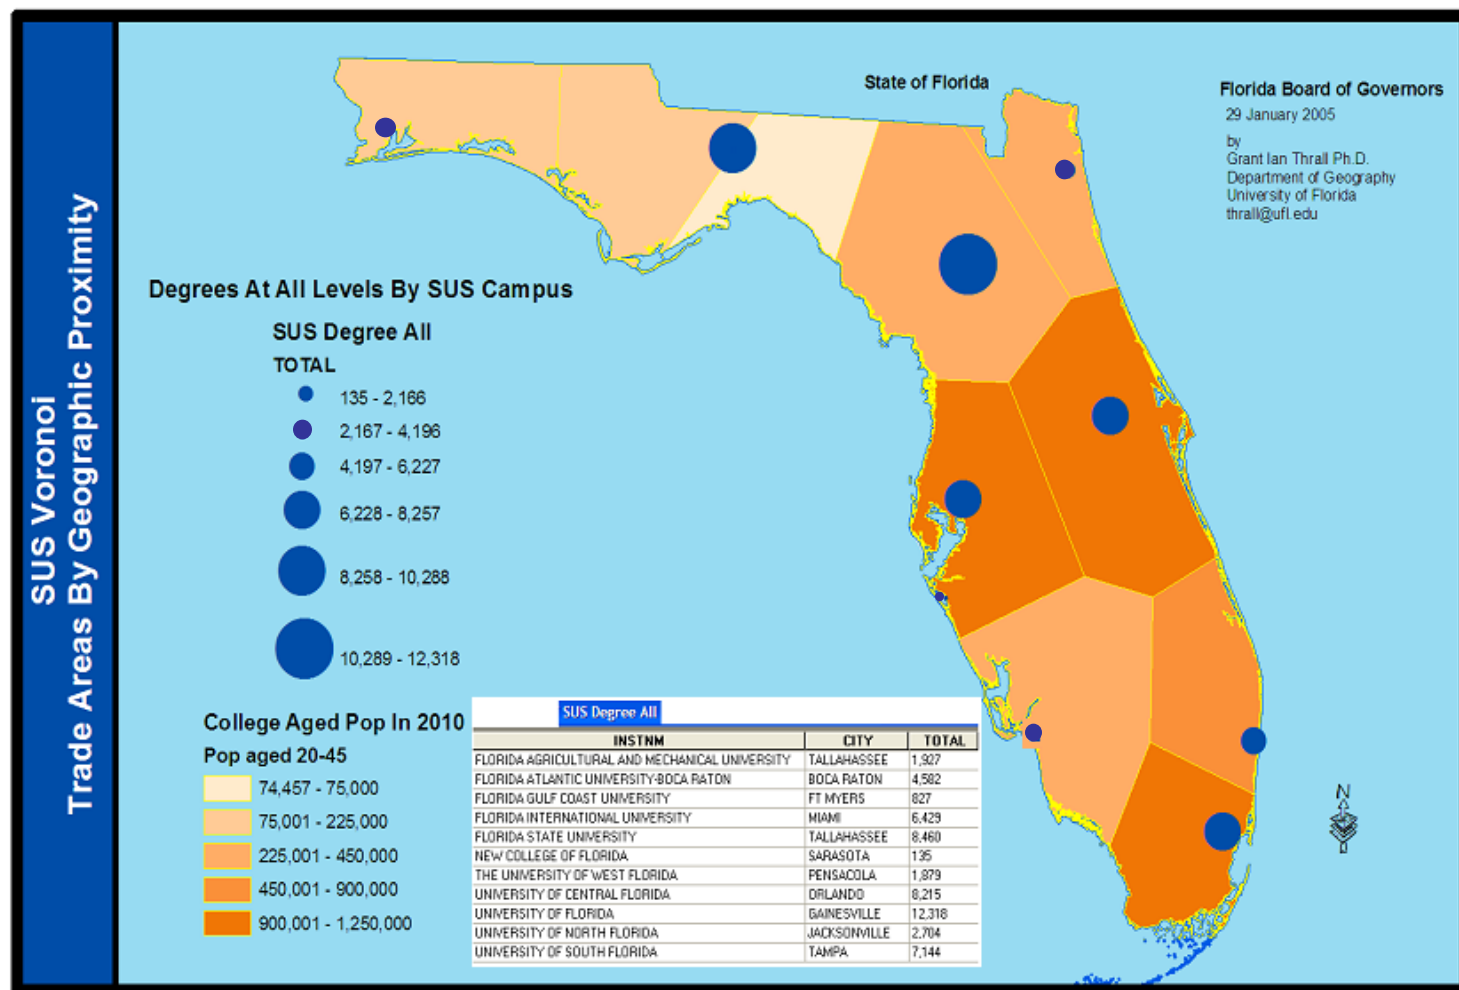 SUS Voronoi
Trade Areas By Geographic Proximity
State of Florida
Florida Board of Governors
29 January 2005
by
Grant Ian Thrall Ph.D.
Department of Geography
University of Florida
thrall@ufl.edu
Degrees At All Levels By SUS Campus
SUS Degree All
TOTAL
135 - 2,166
2,167 - 4,196
4,197 - 6,227
6,228 - 8,257
8,258 - 10,288
10,289 - 12,318
College Aged Pop In 2010
Pop aged 20-45
74,457 - 75,000
75,001 - 225,000
225,001 - 450,000
450,001 - 900,000
900,001 - 1,250,000
SUS Degree All
INSTNM CITY TOTAL
FLORIDA AGRICULTURAL AND MECHANICAL UNIVERSITY TALLAHASSEE 1,927
FLORIDA ATLANTIC UNIVERSITY-BOCA RATON BOCA RATON 4,582
FLORIDA GULF COAST UNIVERSITY FT MYERS 827
FLORIDA INTERNATIONAL UNIVERSITY MIAMI 6,429
FLORIDA STATE UNIVERSITY TALLAHASSEE 8,460
NEW COLLEGE OF FLORIDA SARASOTA 135
THE UNIVERSITY OF WEST FLORIDA PENSACOLA 1,879
UNIVERSITY OF CENTRAL FLORIDA ORLANDO 8,215
UNIVERSITY OF FLORIDA GAINESVILLE 12,318
UNIVERSITY OF NORTH FLORIDA JACKSONVILLE 2,704
UNIVERSITY OF SOUTH FLORIDA TAMPA 7,144
N